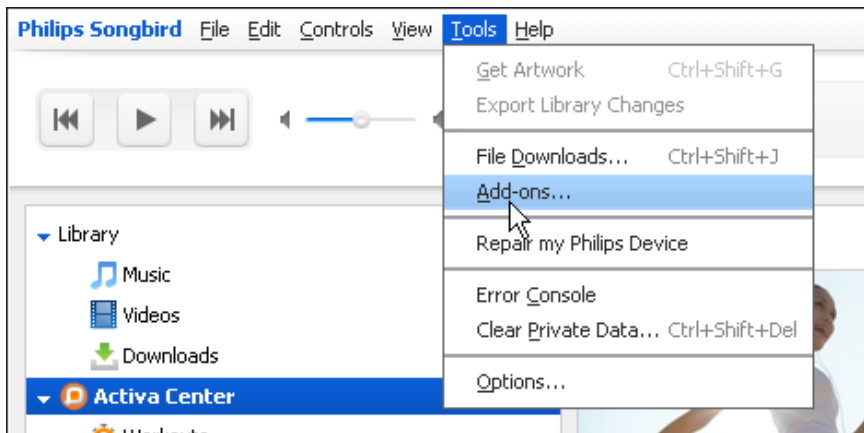 Philips Songbird File Edit Controls View Tools Help
Get Artwork Ctrl+Shift+G
Export Library Changes
File Downloads... Ctrl+Shift+J
Add-ons...
Repair my Philips Device
Error Console
Clear Private Data... Ctrl+Shift+Del
Options...
Library
Music
Videos
Downloads
Activa Center